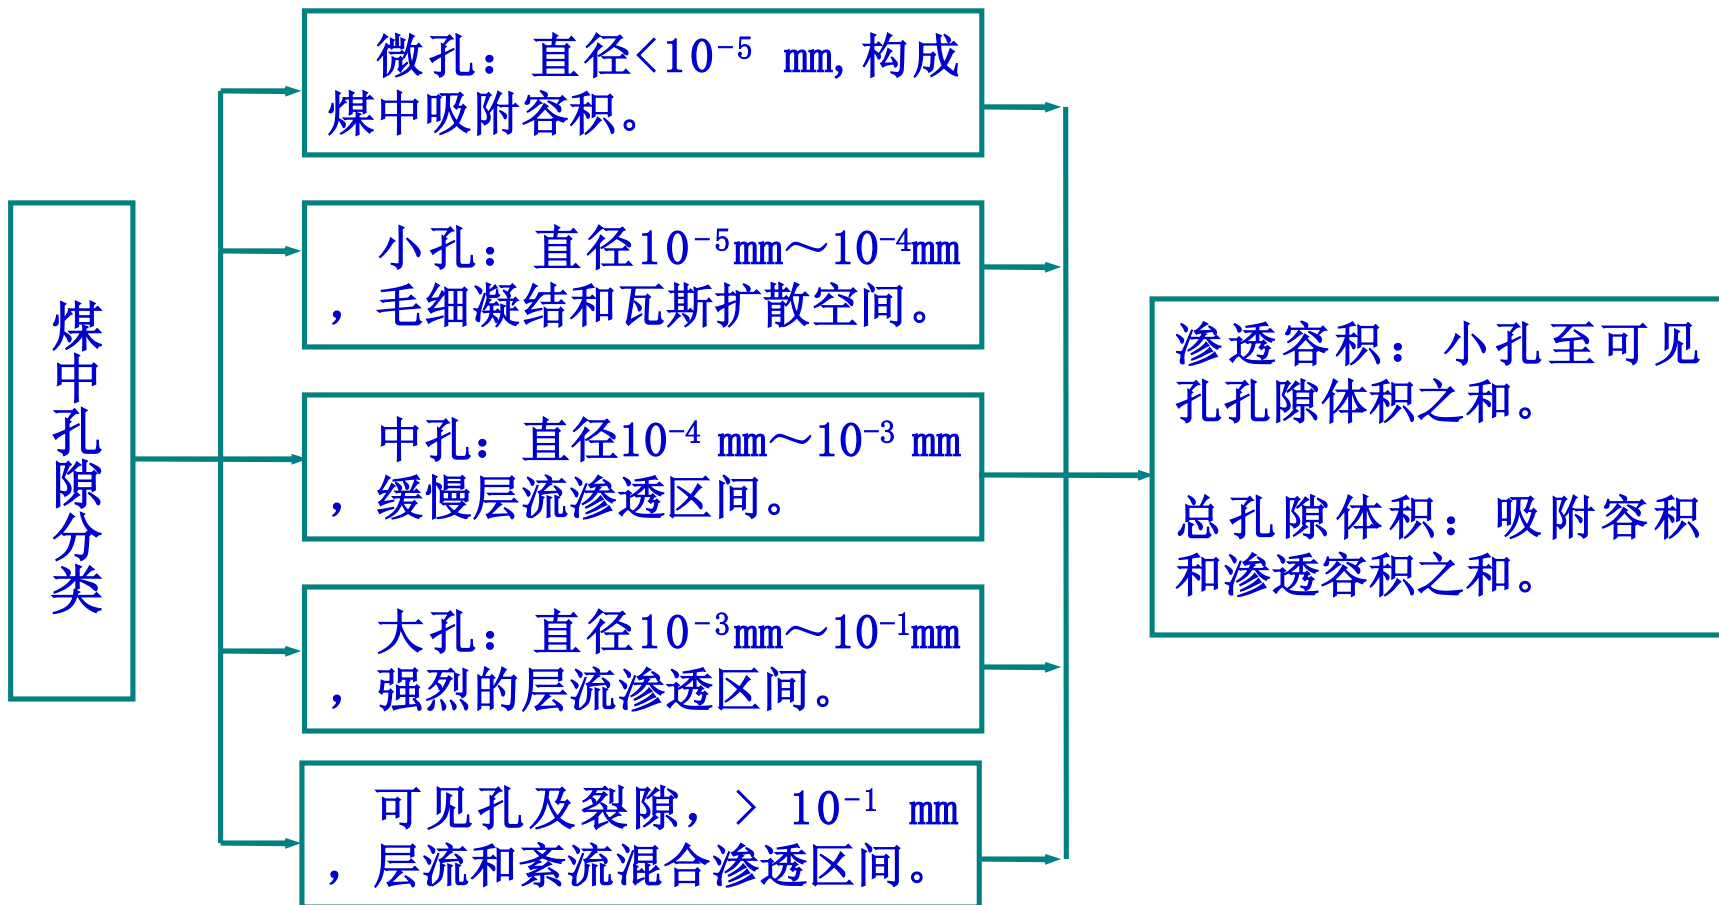 煤中孔隙分类
微孔：直径<10⁻⁵ mm,构成
煤中吸附容积。
小孔：直径10⁻⁵mm～10⁻⁴mm
，毛细凝结和瓦斯扩散空间。
中孔：直径10⁻⁴ mm～10⁻³ mm
，缓慢层流渗透区间。
大孔：直径10⁻³mm～10⁻¹mm
，强烈的层流渗透区间。
可见孔及裂隙，> 10⁻¹ mm
，层流和紊流混合渗透区间。
渗透容积：小孔至可见
孔孔隙体积之和。
总孔隙体积：吸附容积
和渗透容积之和。